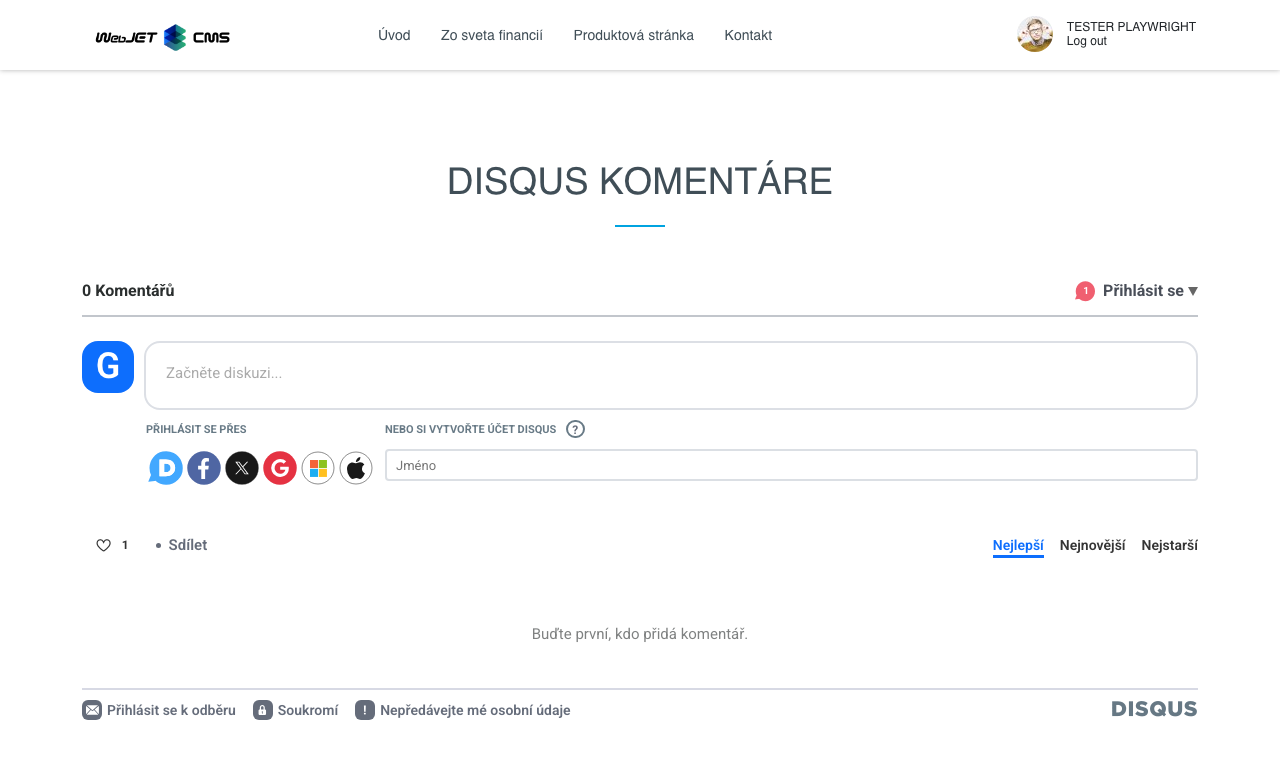 WebJET CMS
Úvod
Zo sveta financií
Produktová stránka
Kontakt
TESTER PLAYWRIGHT
Log out
DISQUS KOMENTÁRE
0 Komentářů
1
Přihlásit se
G
Začněte diskuzi...
PŘIHLÁSIT SE PŘES
NEBO SI VYTVOŘTE ÚČET DISQUS ?
D f X G
Jméno
1
• Sdílet
Nejlepší
Nejnovější
Nejstarší
Buďte první, kdo přidá komentář.
Přihlásit se k odběru
Soukromí
! Nepředávejte mé osobní údaje
DISQUS